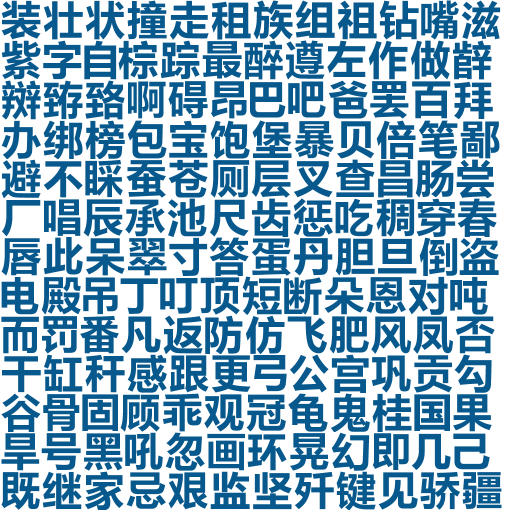 装壮状撞走租族组祖钻嘴滋
紫字自棕踪最醉遵左作做辥
辩臶臵啊碍昂巴吧爸罢百拜
办绑榜包宝饱堡暴贝倍笔鄙
避不睬蚕苍厕层叉查昌肠尝
厂唱辰承池尺齿惩吃稠穿春
唇此呆翠寸答蛋丹胆旦倒盗
电殿吊丁叮顶短断朵恩对吨
而罚番凡返防仿飞肥风凤否
干缸秆感跟更弓公宫巩贡勾
谷骨固顾乖观冠龟鬼桂国果
旱号黑吼忽画环晃幻即几己
既继家忌艰监坚歼键见骄疆